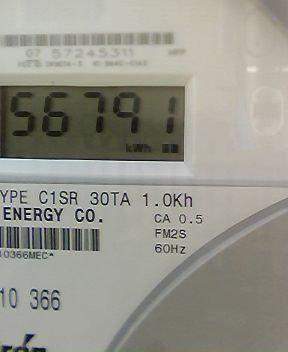 07 57245311
56791
kWh
YPE C1SR 30TA 1.0Kh
ENERGY CO.
CA 0.5
FM2S
60Hz
10366MEC*
10 366
rón